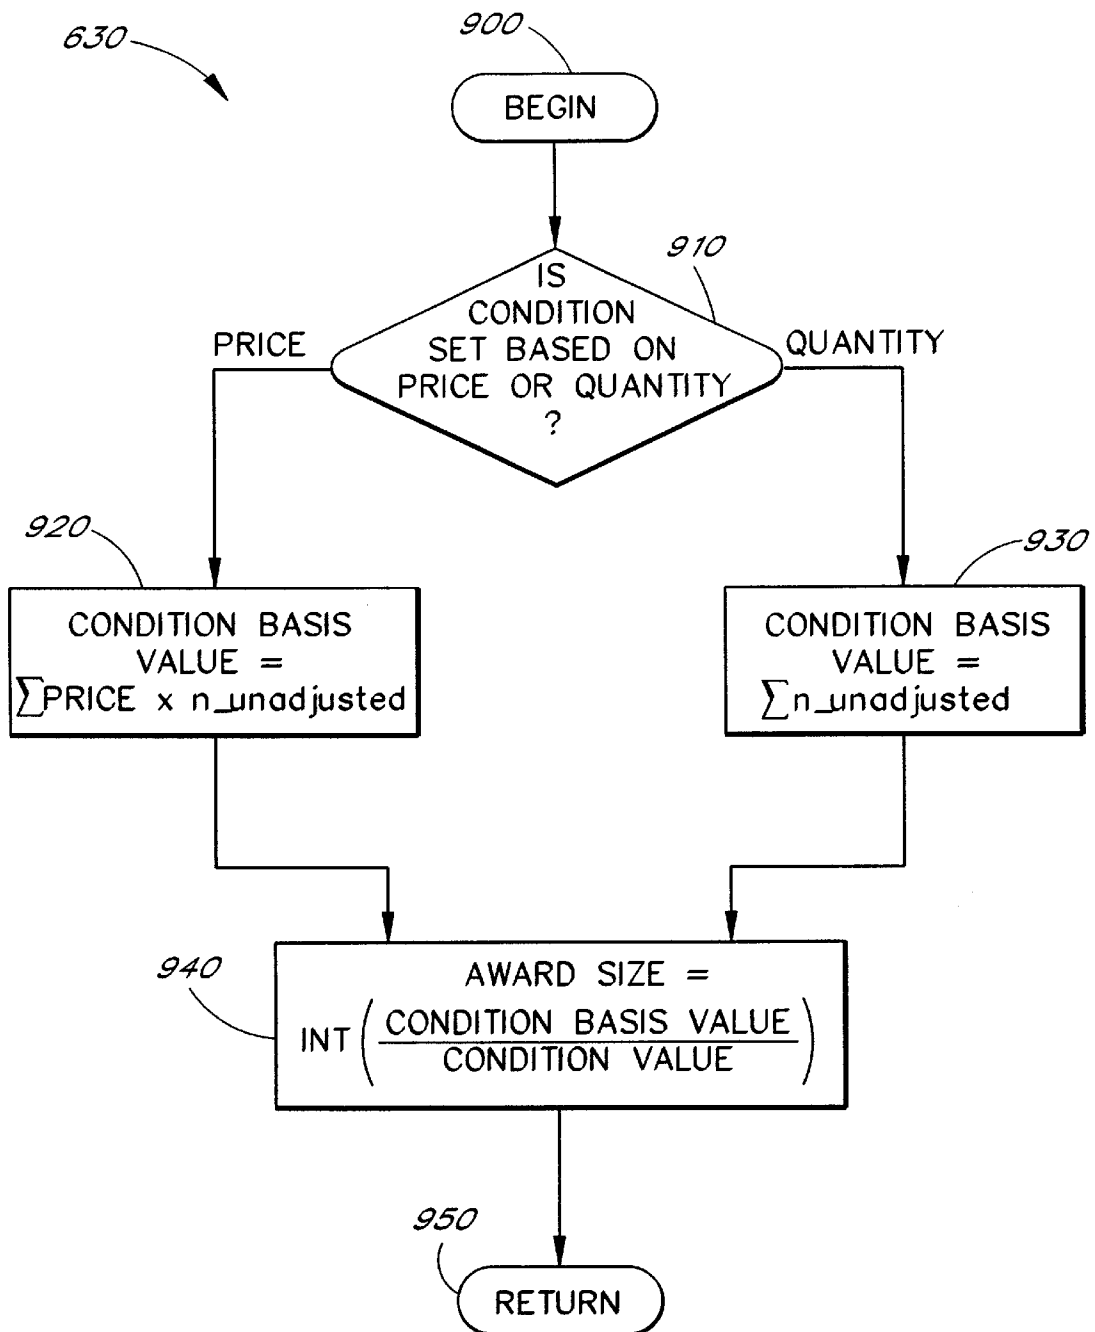 630
900
BEGIN
910
IS
CONDITION
SET BASED ON
PRICE OR QUANTITY
?
PRICE
QUANTITY
920
CONDITION BASIS
VALUE =
∑PRICE x n_unadjusted
930
CONDITION BASIS
VALUE =
∑n_unadjusted
940
AWARD SIZE =
INT ( CONDITION BASIS VALUE
CONDITION VALUE )
950
RETURN